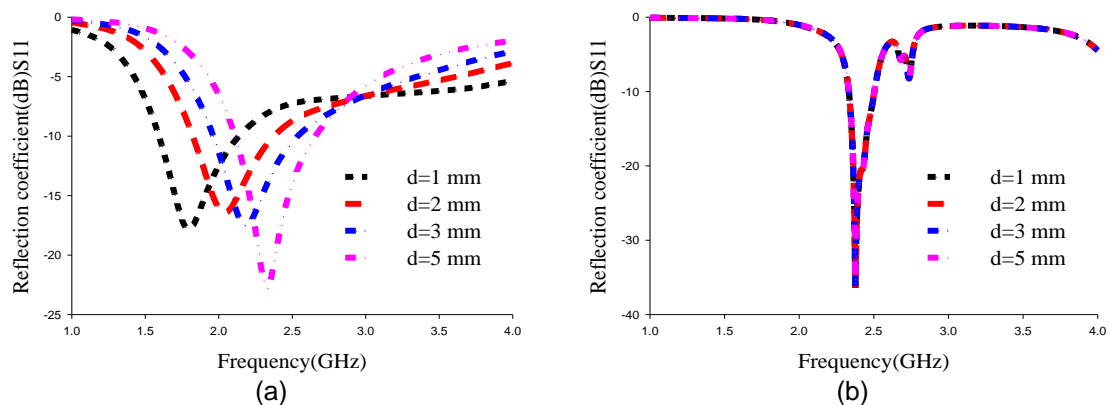 Reflection coefficient(dB)S11
0
-5
-10
-15
-20
-25
1.0 1.5 2.0 2.5 3.0 3.5 4.0
Frequency(GHz)
d=1 mm
d=2 mm
d=3 mm
d=5 mm
(a)
Reflection coefficient(dB)S11
0
-10
-20
-30
-40
1.0 2.0 2.5 3.0 3.5 4.0
Frequency(GHz)
d=1 mm
d=2 mm
d=3 mm
d=5 mm
(b)